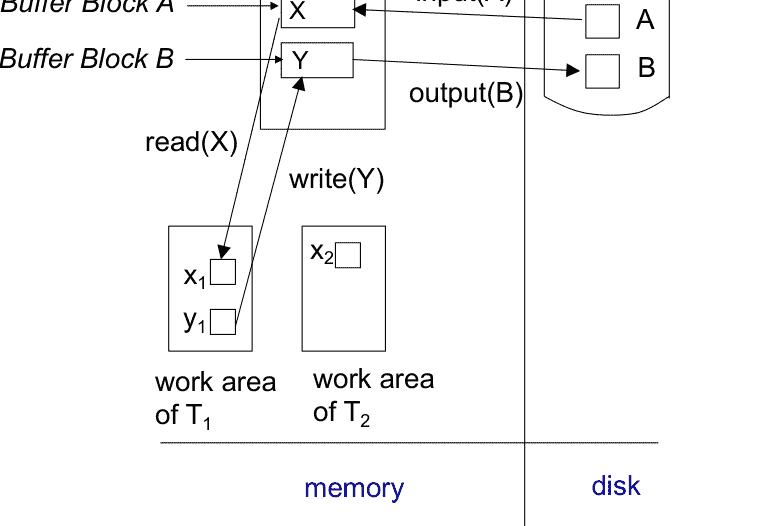 Buffer Block A
X
input(A)
A
Buffer Block B
Y
B
output(B)
read(X)
write(Y)
x₂
x₁
y₁
work area
of T₁
work area
of T₂
memory
disk